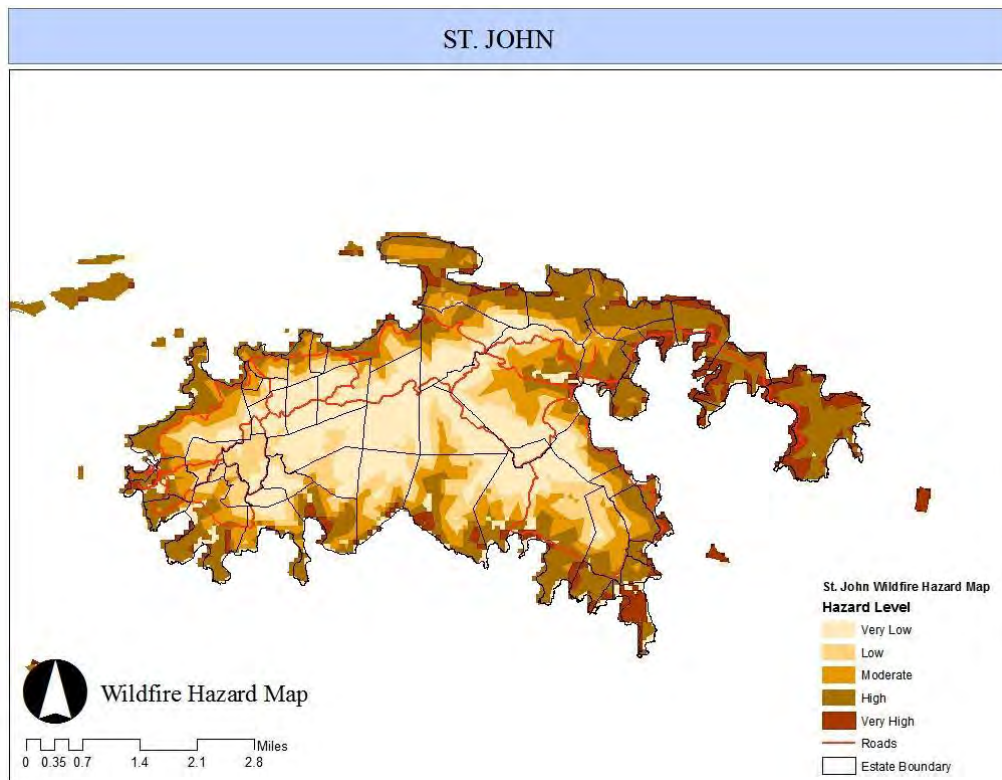 ST. JOHN
St. John Wildfire Hazard Map
Hazard Level
Very Low
Low
Moderate
High
Very High
Roads
Estate Boundary
Wildfire Hazard Map
Miles
0 0.35 0.7 1.4 2.1 2.8